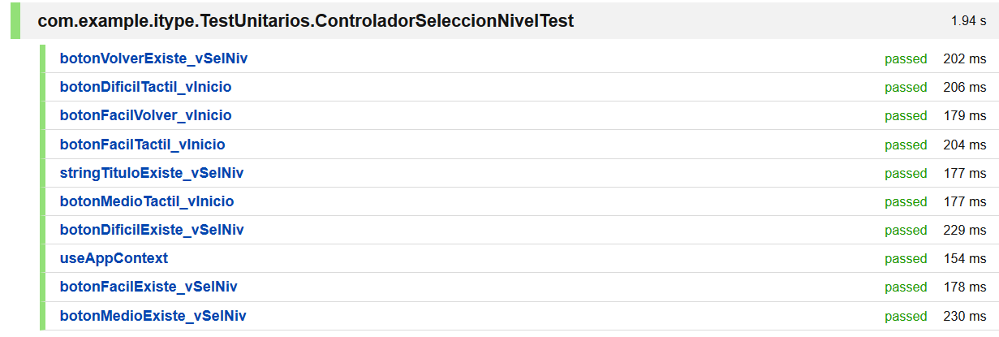 com.example.itype.TestUnitarios.ControladorSeleccionNivelTest 1.94 s
botonVolverExiste_vSelNiv passed 202 ms
botonDificilTactil_vInicio passed 206 ms
botonFacilVolver_vInicio passed 179 ms
botonFacilTactil_vInicio passed 204 ms
stringTituloExiste_vSelNiv passed 177 ms
botonMedioTactil_vInicio passed 177 ms
botonDificilExiste_vSelNiv passed 229 ms
useAppContext passed 154 ms
botonFacilExiste_vSelNiv passed 178 ms
botonMedioExiste_vSelNiv passed 230 ms